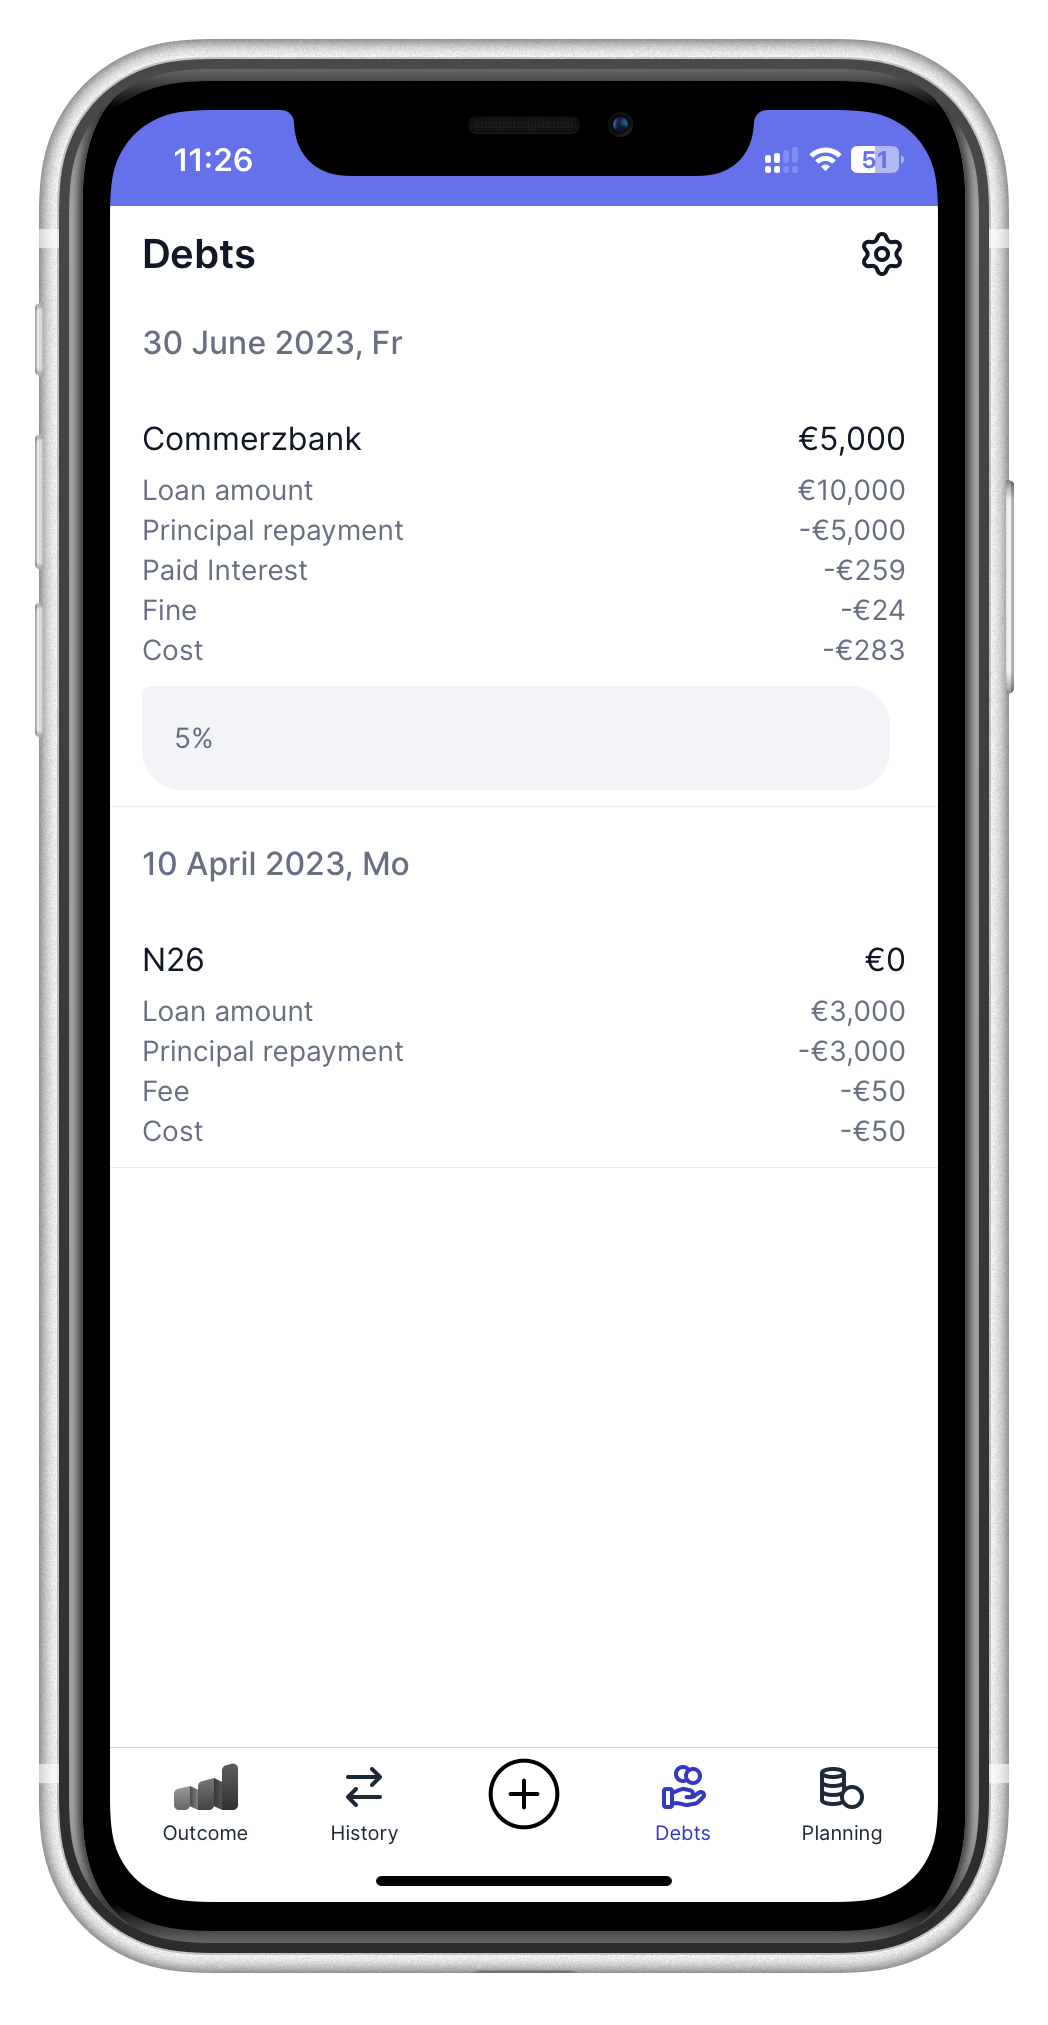 11:26
51
Debts
30 June 2023, Fr
Commerzbank €5,000
Loan amount €10,000
Principal repayment -€5,000
Paid Interest -€259
Fine -€24
Cost -€283
5%
10 April 2023, Mo
N26 €0
Loan amount €3,000
Principal repayment -€3,000
Fee -€50
Cost -€50
Outcome History Debts Planning